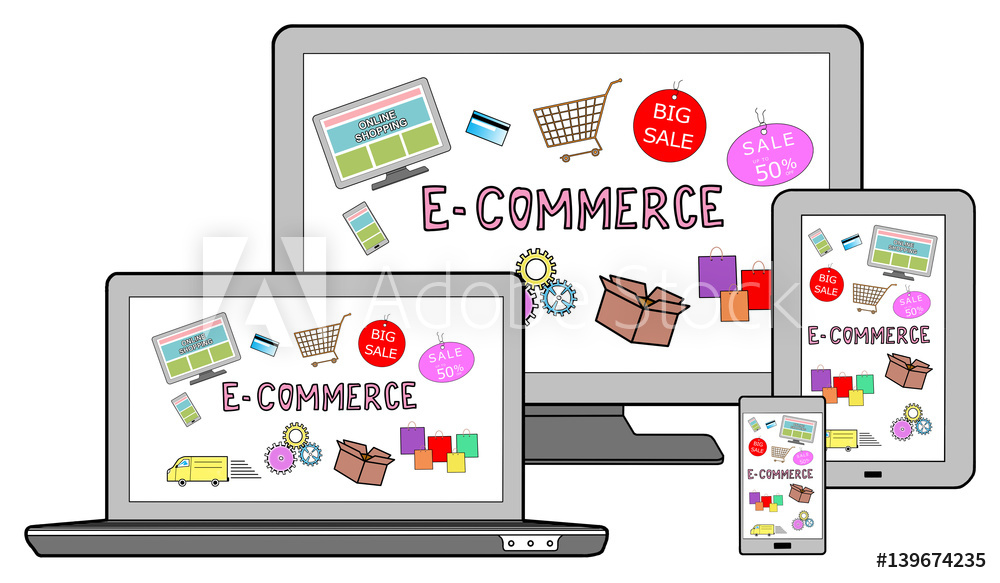 ONLINE
SHOPPING
BIG
SALE
SALE
UP TO
50%
OFF
E-COMMERCE
ONLINE
SHOPPING
BIG
SALE
SALE
50%
E-COMMERCE
ONLINE
SHOPPING
BIG
SALE
SALE
50%
E-COMMERCE
BIG
SALE
SALE
50%
E-COMMERCE
Adobe Stock
#139674235